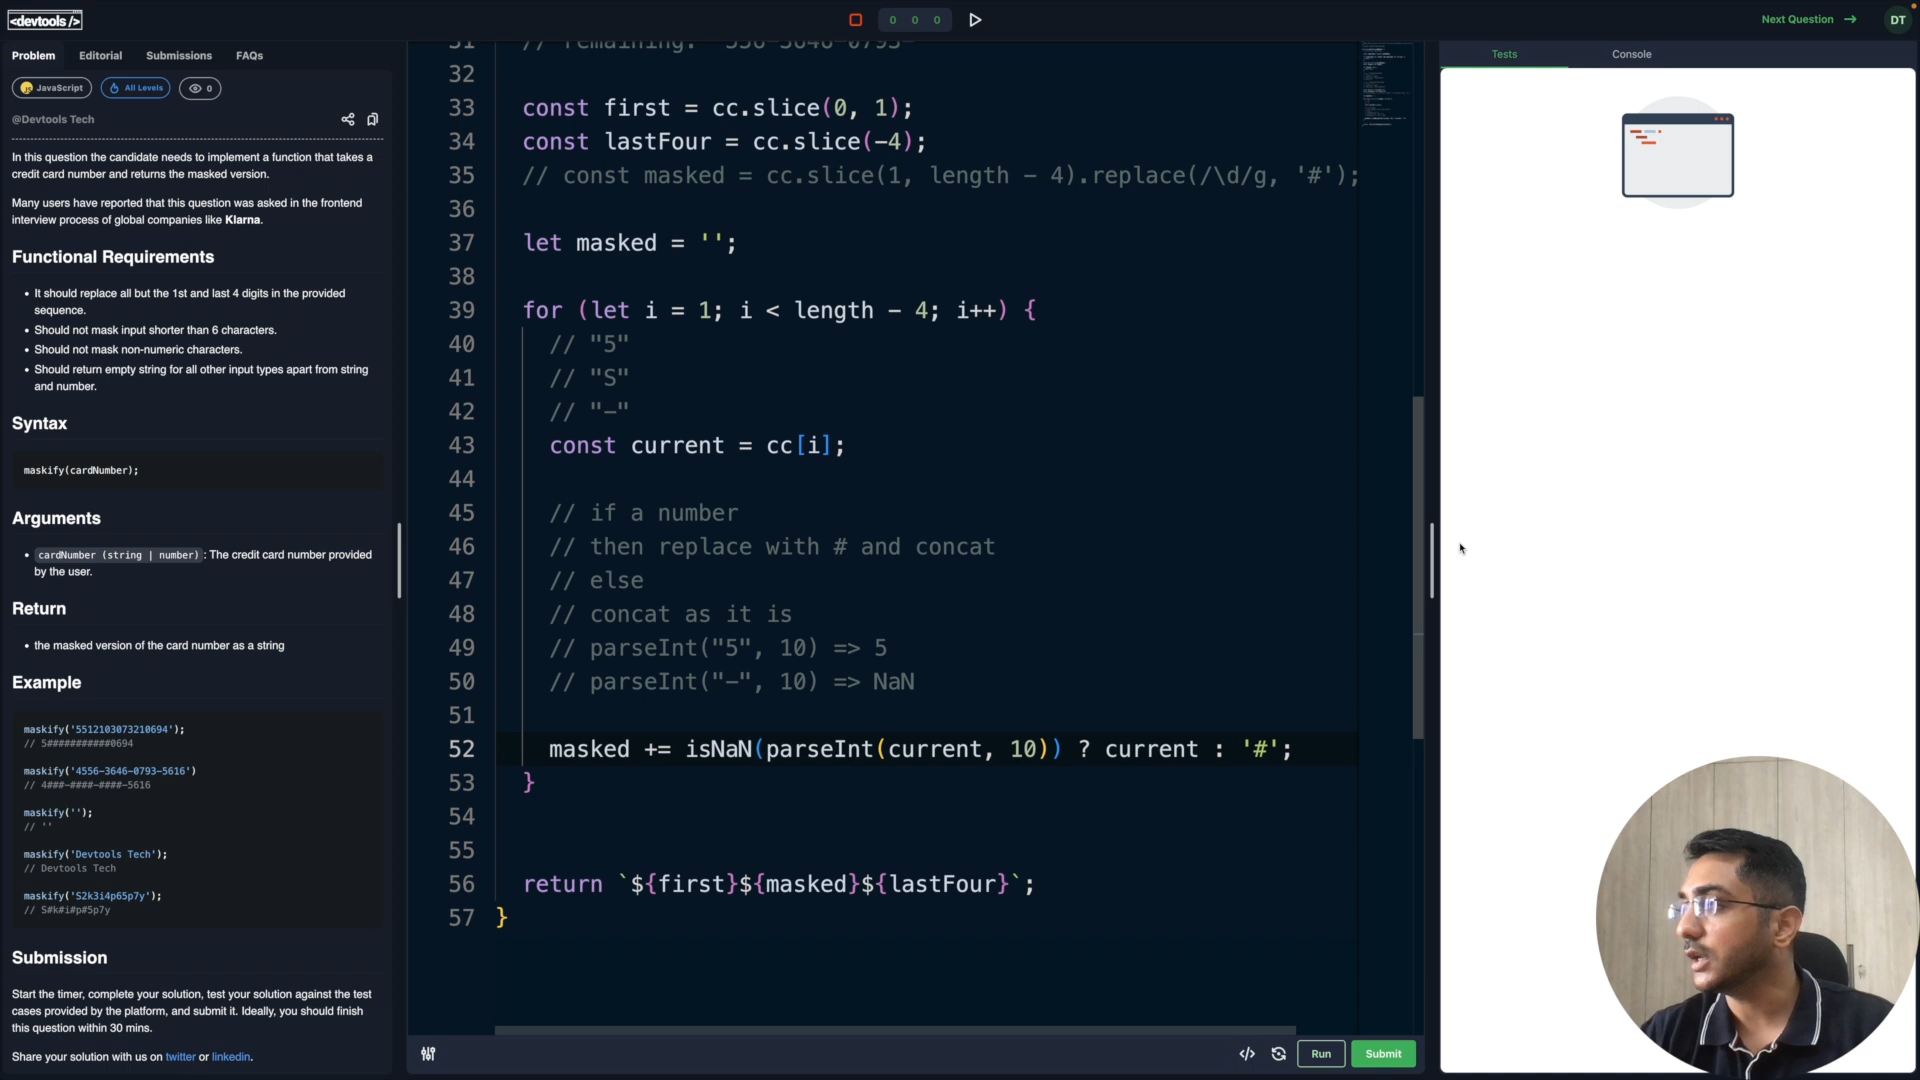 <devtools />
0 0 0
Next Question →
DT
Problem Editorial Submissions FAQs
JavaScript
All Levels
0
@Devtools Tech
In this question the candidate needs to implement a function that takes a
credit card number and returns the masked version.
Many users have reported that this question was asked in the frontend
interview process of global companies like Klarna.
Functional Requirements
• It should replace all but the 1st and last 4 digits in the provided
sequence.
• Should not mask input shorter than 6 characters.
• Should not mask non-numeric characters.
• Should return empty string for all other input types apart from string
and number.
Syntax
maskify(cardNumber);
Arguments
• cardNumber (string | number) : The credit card number provided
by the user.
Return
• the masked version of the card number as a string
Example
maskify('5512103073210694');
// 5###########0694
maskify('4556-3646-0793-5616')
// 4###-####-####-5616
maskify('');
// ''
maskify('Devtools Tech');
// Devtools Tech
maskify('S2k3i4p65p7y');
// S#k#i#p#5p7y
Submission
Start the timer, complete your solution, test your solution against the test
cases provided by the platform, and submit it. Ideally, you should finish
this question within 30 mins.
Share your solution with us on twitter or linkedin.
31 // remaining: "556-3646-0793-
32
33 const first = cc.slice(0, 1);
34 const lastFour = cc.slice(-4);
35 // const masked = cc.slice(1, length - 4).replace(/\d/g, '#');
36
37 let masked = '';
38
39 for (let i = 1; i < length - 4; i++) {
40 // "5"
41 // "S"
42 // "-"
43 const current = cc[i];
44
45 // if a number
46 // then replace with # and concat
47 // else
48 // concat as it is
49 // parseInt("5", 10) => 5
50 // parseInt("-", 10) => NaN
51
52 masked += isNaN(parseInt(current, 10)) ? current : '#';
53 }
54
55
56 return `${first}${masked}${lastFour}`;
57 }
</> Run Submit
Tests Console